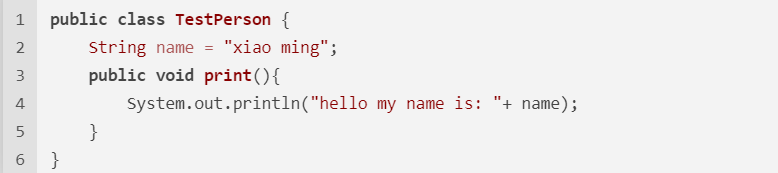 1 public class TestPerson {
2     String name = "xiao ming";
3     public void print(){
4         System.out.println("hello my name is: "+ name);
5     }
6 }